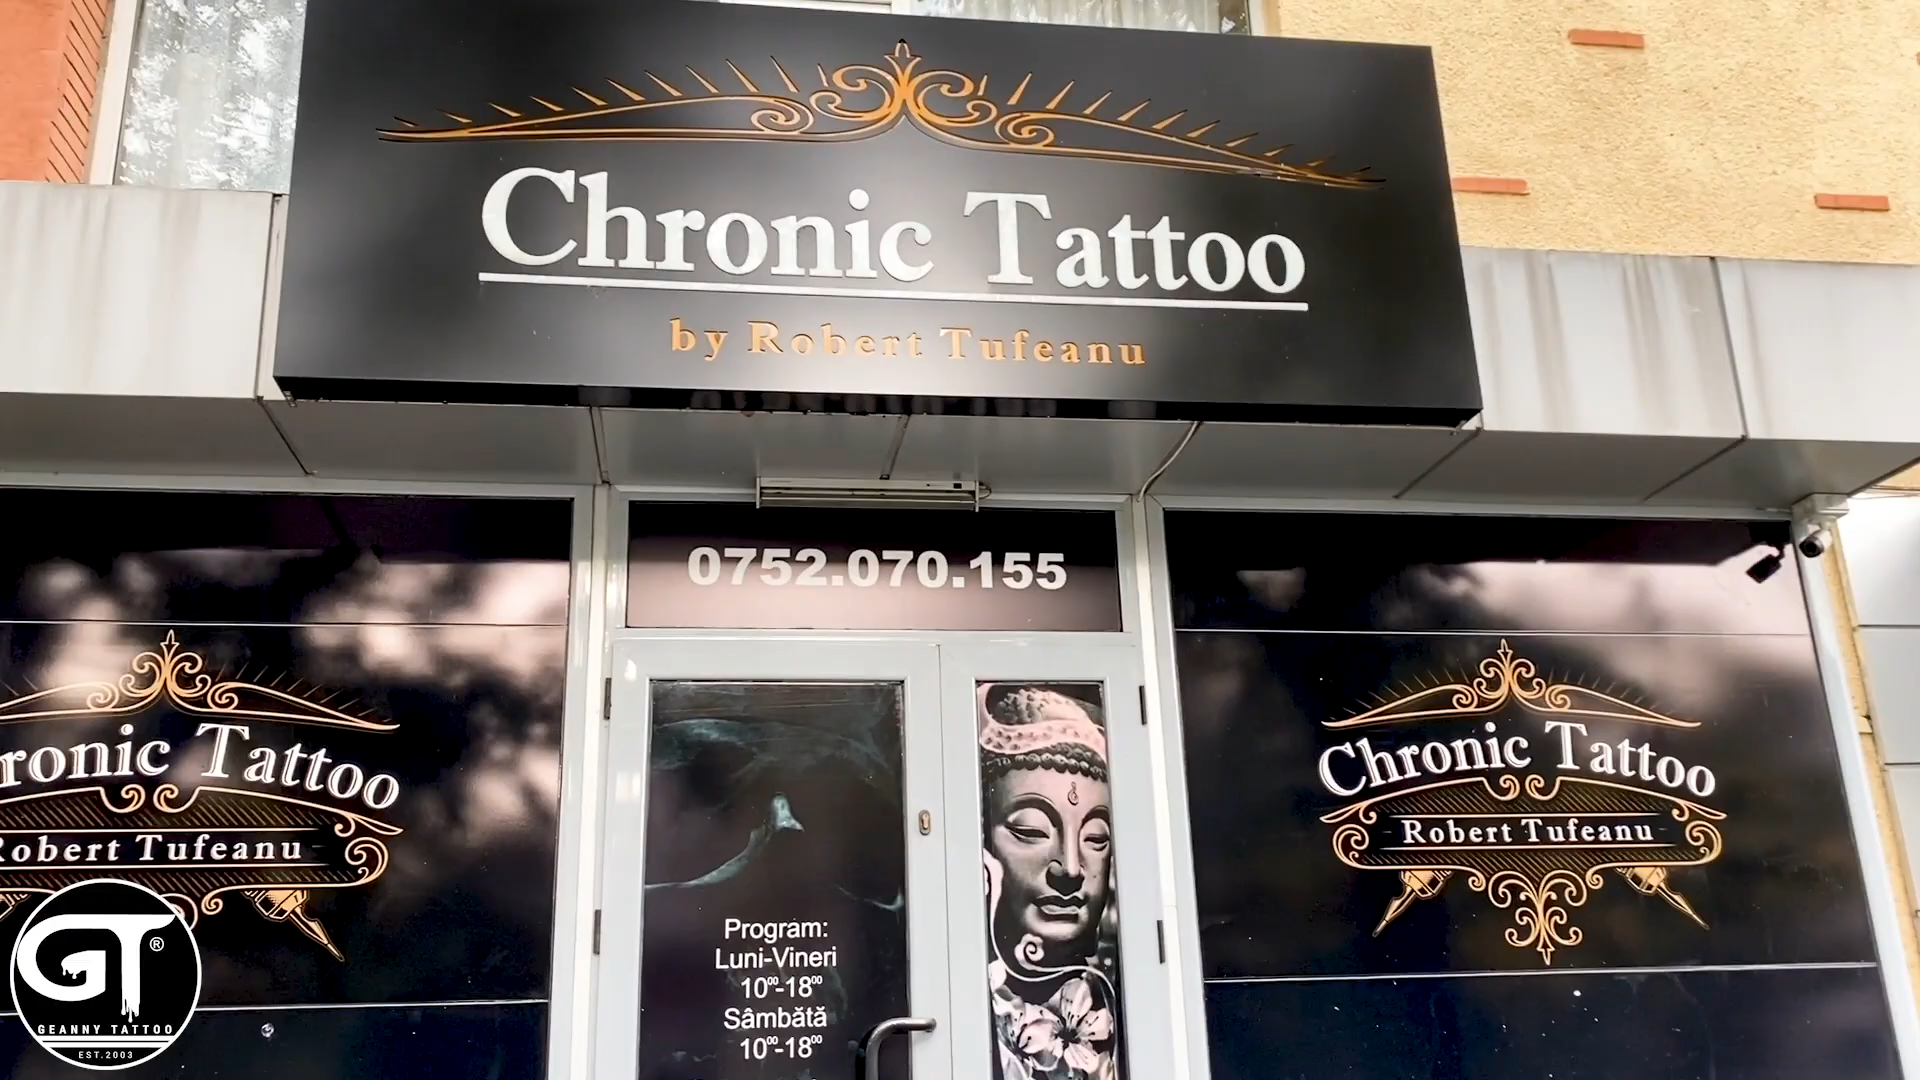 Chronic Tattoo
by Robert Tufeanu
0752.070.155
ronic Tattoo
Robert Tufeanu
Chronic Tattoo
Robert Tufeanu
Program:
Luni-Vineri
10⁰⁰-18⁰⁰
Sâmbătă
10⁰⁰-18⁰⁰
GT®
GEANNY TATTOO
EST.2003